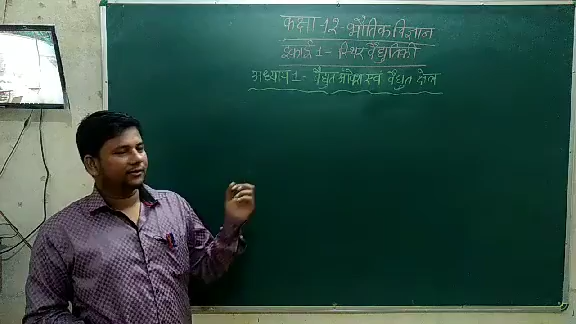 कक्षा 12 - भौतिक विज्ञान
इकाई 1 - स्थिर वैद्युतिकी
अध्याय 1 - वैद्युत आवेश एवं वैद्युत क्षेत्र